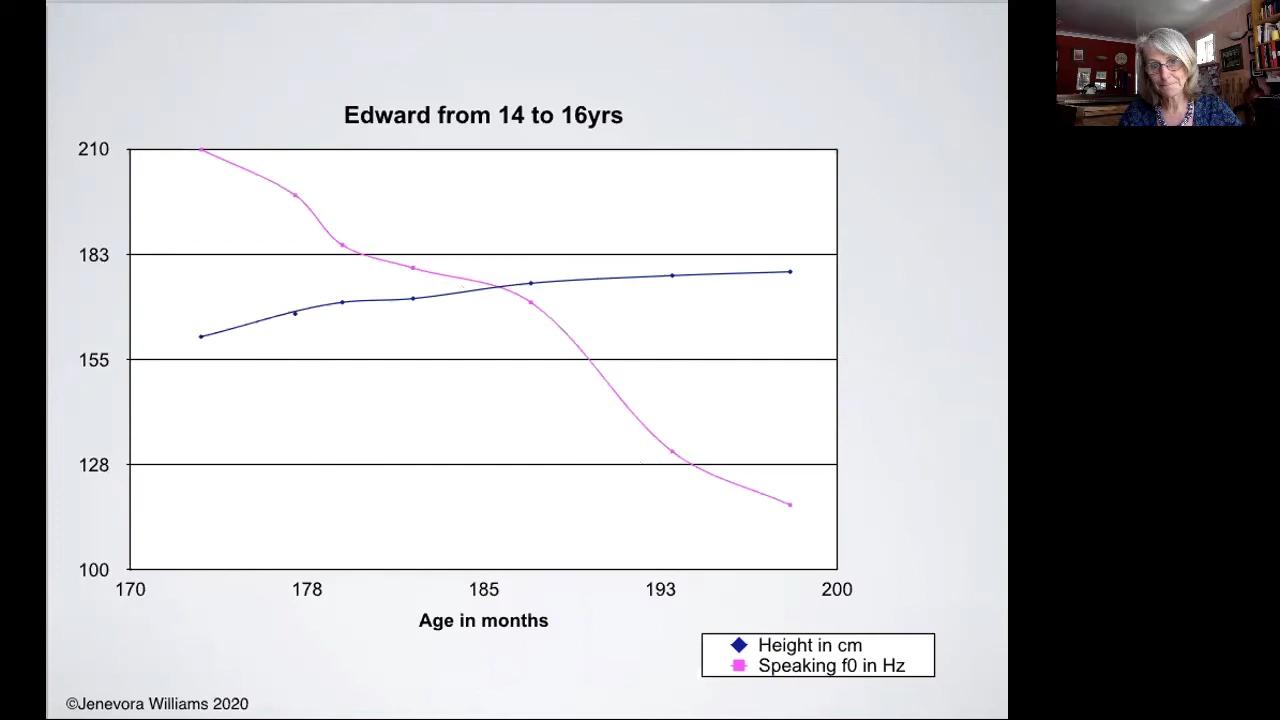 Edward from 14 to 16yrs
210
183
155
128
100
170 178 185 193 200
Age in months
Height in cm
Speaking f0 in Hz
©Jenevora Williams 2020